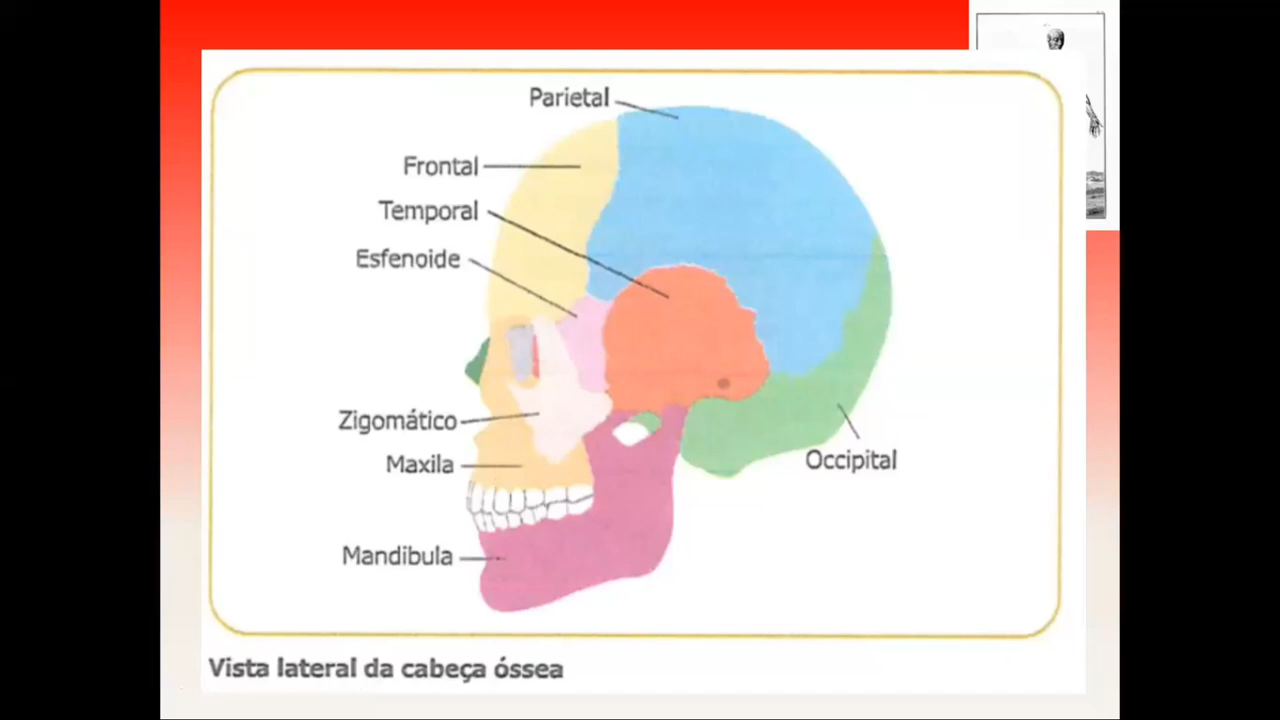 Parietal
Frontal
Temporal
Esfenoide
Zigomático
Maxila
Occipital
Mandibula
Vista lateral da cabeça óssea